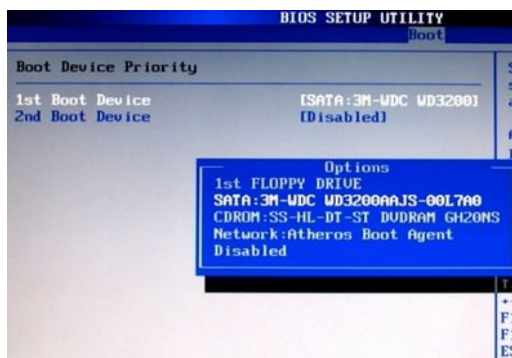 BIOS SETUP UTILITY
Boot
Boot Device Priority
1st Boot Device [SATA:3M-WDC WD3200]
2nd Boot Device [Disabled]
Options
1st FLOPPY DRIVE
SATA:3M-WDC WD3200AAJS-00L7A0
CDROM:SS-HL-DT-ST DVDRAM GH20NS
Network:Atheros Boot Agent
Disabled